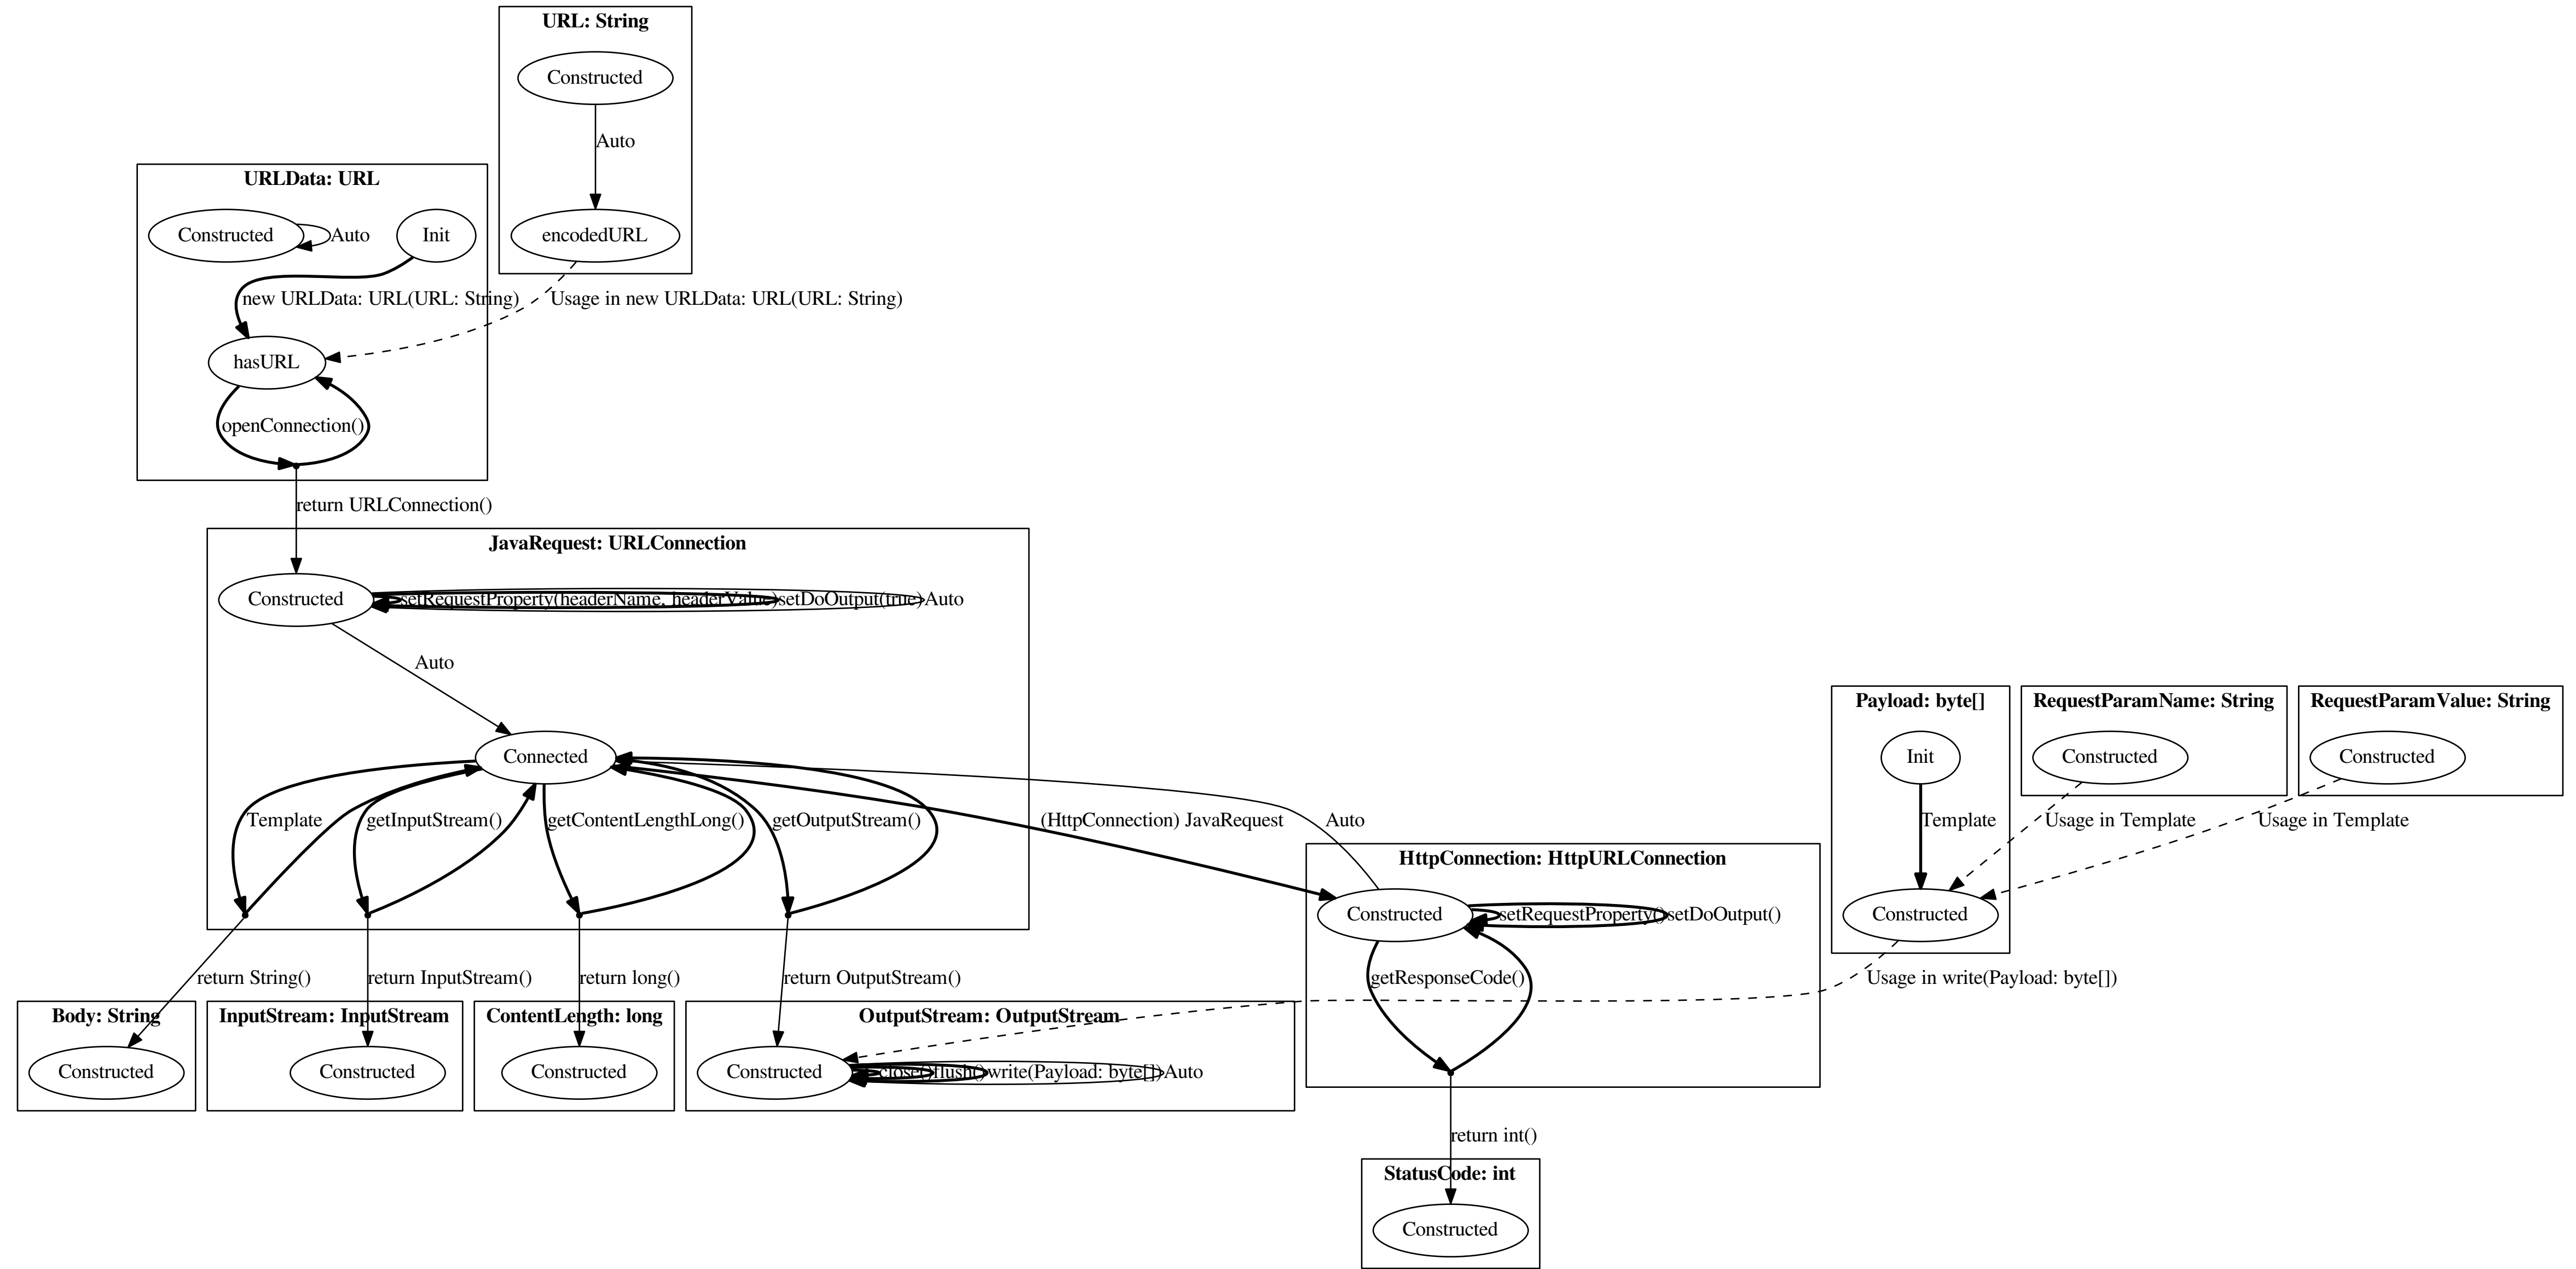 URL: String
Constructed
Auto
URLData: URL
encodedURL
Constructed
Auto
Init
new URLData: URL(URL: String)
Usage in new URLData: URL(URL: String)
hasURL
openConnection()
return URLConnection()
JavaRequest: URLConnection
Constructed
setRequestProperty(headerName, headerValue)
setDoOutput(true)
Auto
Auto
Connected
Template
getInputStream()
getContentLengthLong()
getOutputStream()
(HttpConnection) JavaRequest
Auto
Payload: byte[]
Init
Template
Constructed
RequestParamName: String
Constructed
Usage in Template
RequestParamValue: String
Constructed
Usage in Template
HttpConnection: HttpURLConnection
Constructed
setRequestProperty()
setDoOutput()
getResponseCode()
Usage in write(Payload: byte[])
return String()
return InputStream()
return long()
return OutputStream()
Body: String
Constructed
InputStream: InputStream
Constructed
ContentLength: long
Constructed
OutputStream: OutputStream
Constructed
close()
flush()
write(Payload: byte[])
Auto
return int()
StatusCode: int
Constructed